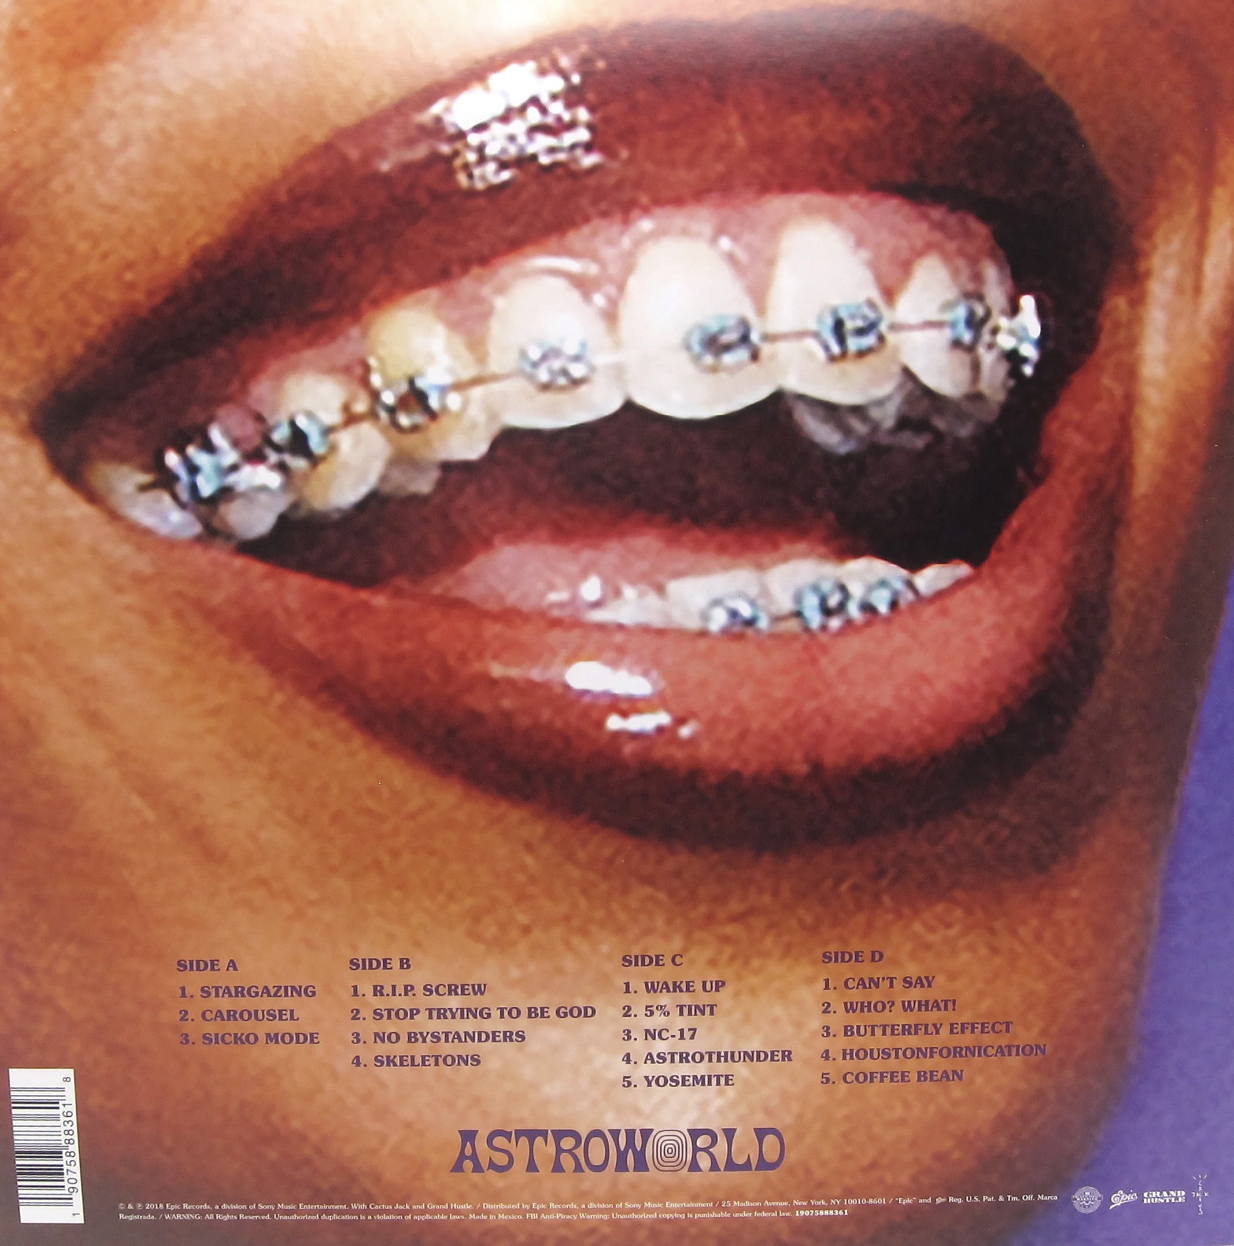 SIDE A
1. STARGAZING
2. CAROUSEL
3. SICKO MODE
SIDE B
1. R.I.P. SCREW
2. STOP TRYING TO BE GOD
3. NO BYSTANDERS
4. SKELETONS
SIDE C
1. WAKE UP
2. 5% TINT
3. NC-17
4. ASTROTHUNDER
5. YOSEMITE
SIDE D
1. CAN'T SAY
2. WHO? WHAT!
3. BUTTERFLY EFFECT
4. HOUSTONFORNICATION
5. COFFEE BEAN
ASTROWORLD
1 90758 88361 8
© & ℗ 2018 Epic Records, a division of Sony Music Entertainment. With Cactus Jack and Grand Hustle. / Distributed by Epic Records, a division of Sony Music Entertainment / 25 Madison Avenue, New York, NY 10010-8601 / "Epic" and Reg. U.S. Pat. & Tm. Off. Marca
Registrada. / WARNING: All Rights Reserved. Unauthorized duplication is a violation of applicable laws. Made in Mexico. FBI Anti-Piracy Warning: Unauthorized copying is punishable under federal law. 19075888361
Epic
GRAND
HUSTLE